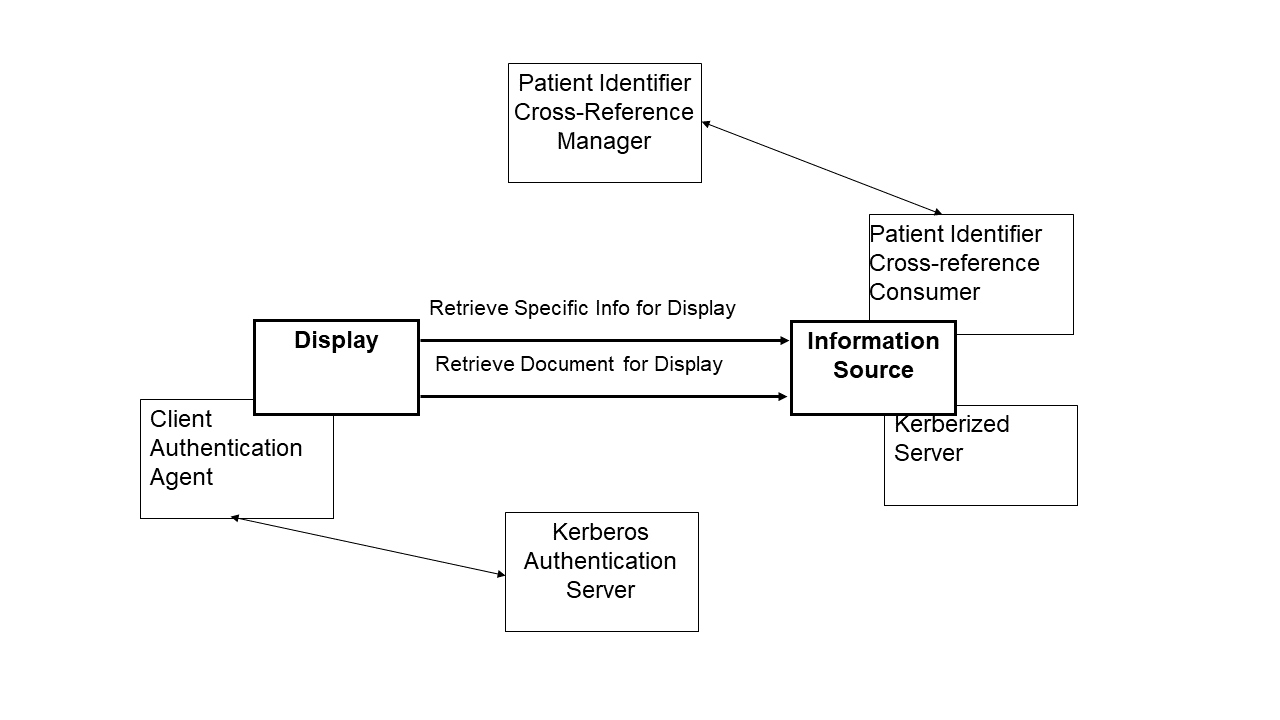 Patient Identifier
Cross-Reference
Manager
Patient Identifier
Cross-reference
Consumer
Retrieve Specific Info for Display
Display
Information
Source
Retrieve Document for Display
Client
Authentication
Agent
Kerberized
Server
Kerberos
Authentication
Server